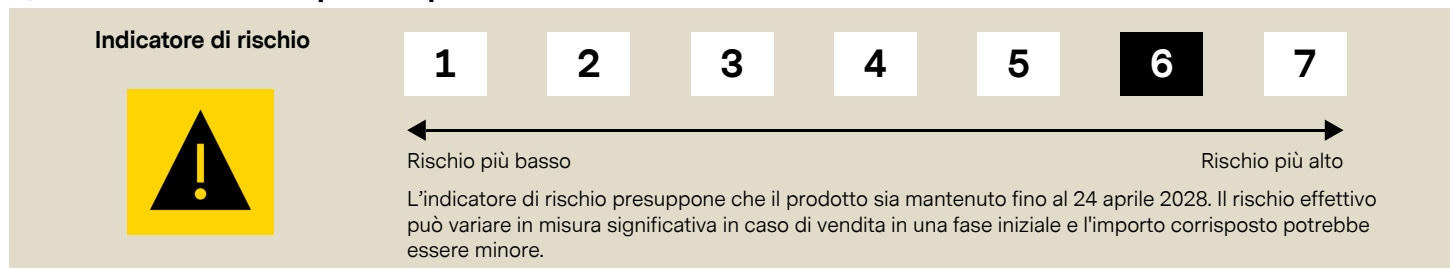 Indicatore di rischio
1 2 3 4 5 6 7
Rischio più basso Rischio più alto
L'indicatore di rischio presuppone che il prodotto sia mantenuto fino al 24 aprile 2028. Il rischio effettivo
può variare in misura significativa in caso di vendita in una fase iniziale e l'importo corrisposto potrebbe
essere minore.